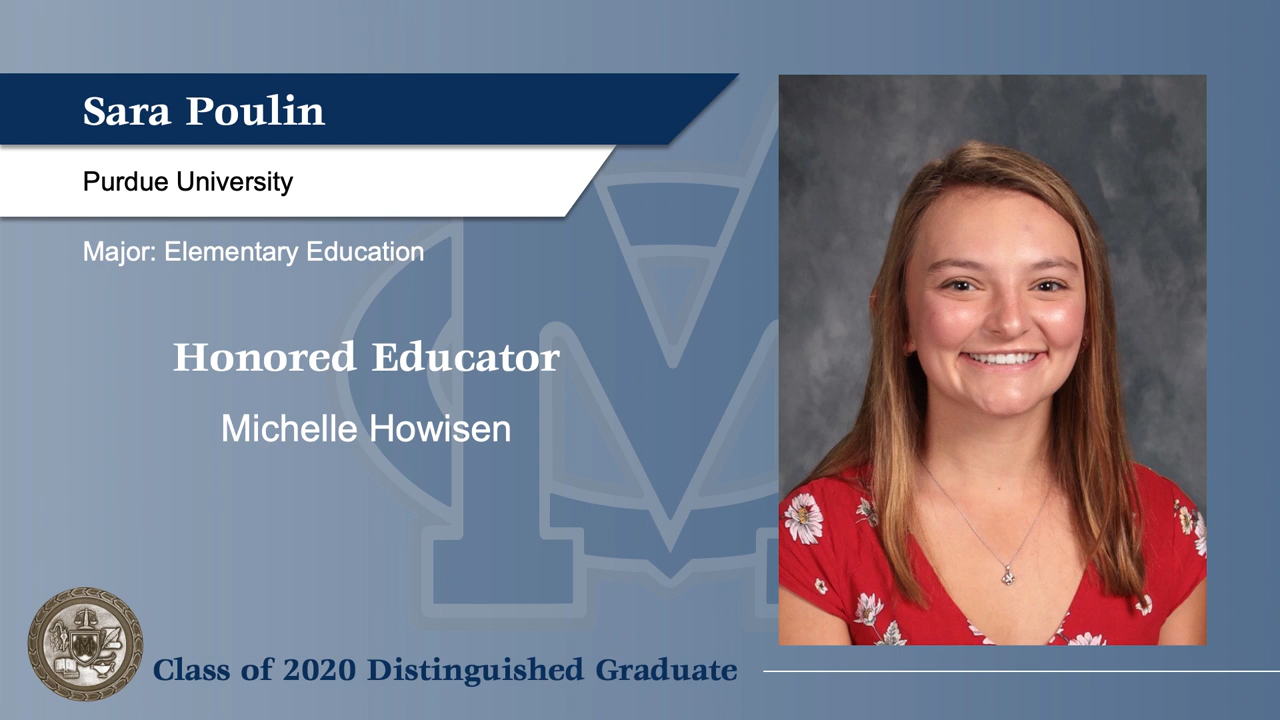 Sara Poulin
Purdue University
Major: Elementary Education
Honored Educator
Michelle Howisen
Class of 2020 Distinguished Graduate